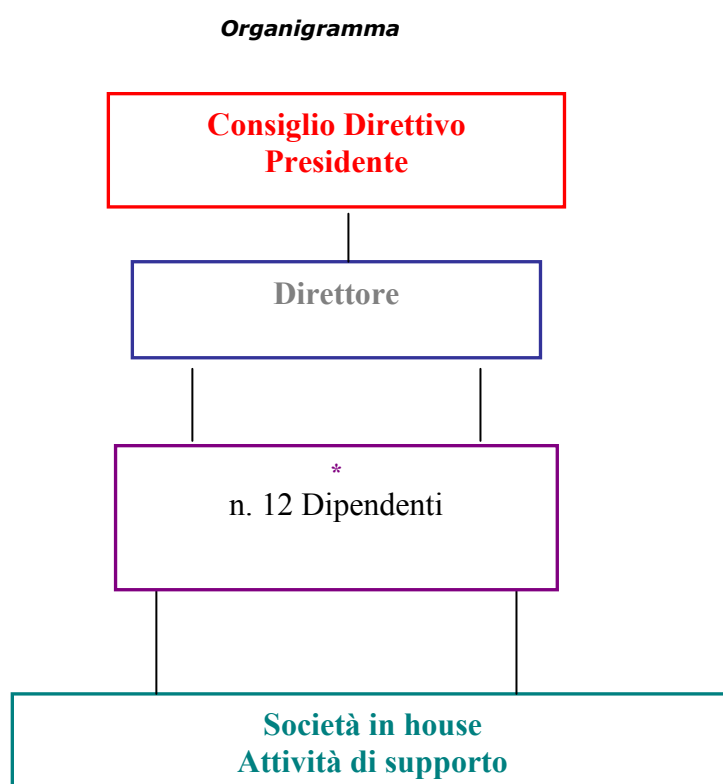 Organigramma
Consiglio Direttivo
Presidente
Direttore
*
n. 12 Dipendenti
Società in house
Attività di supporto